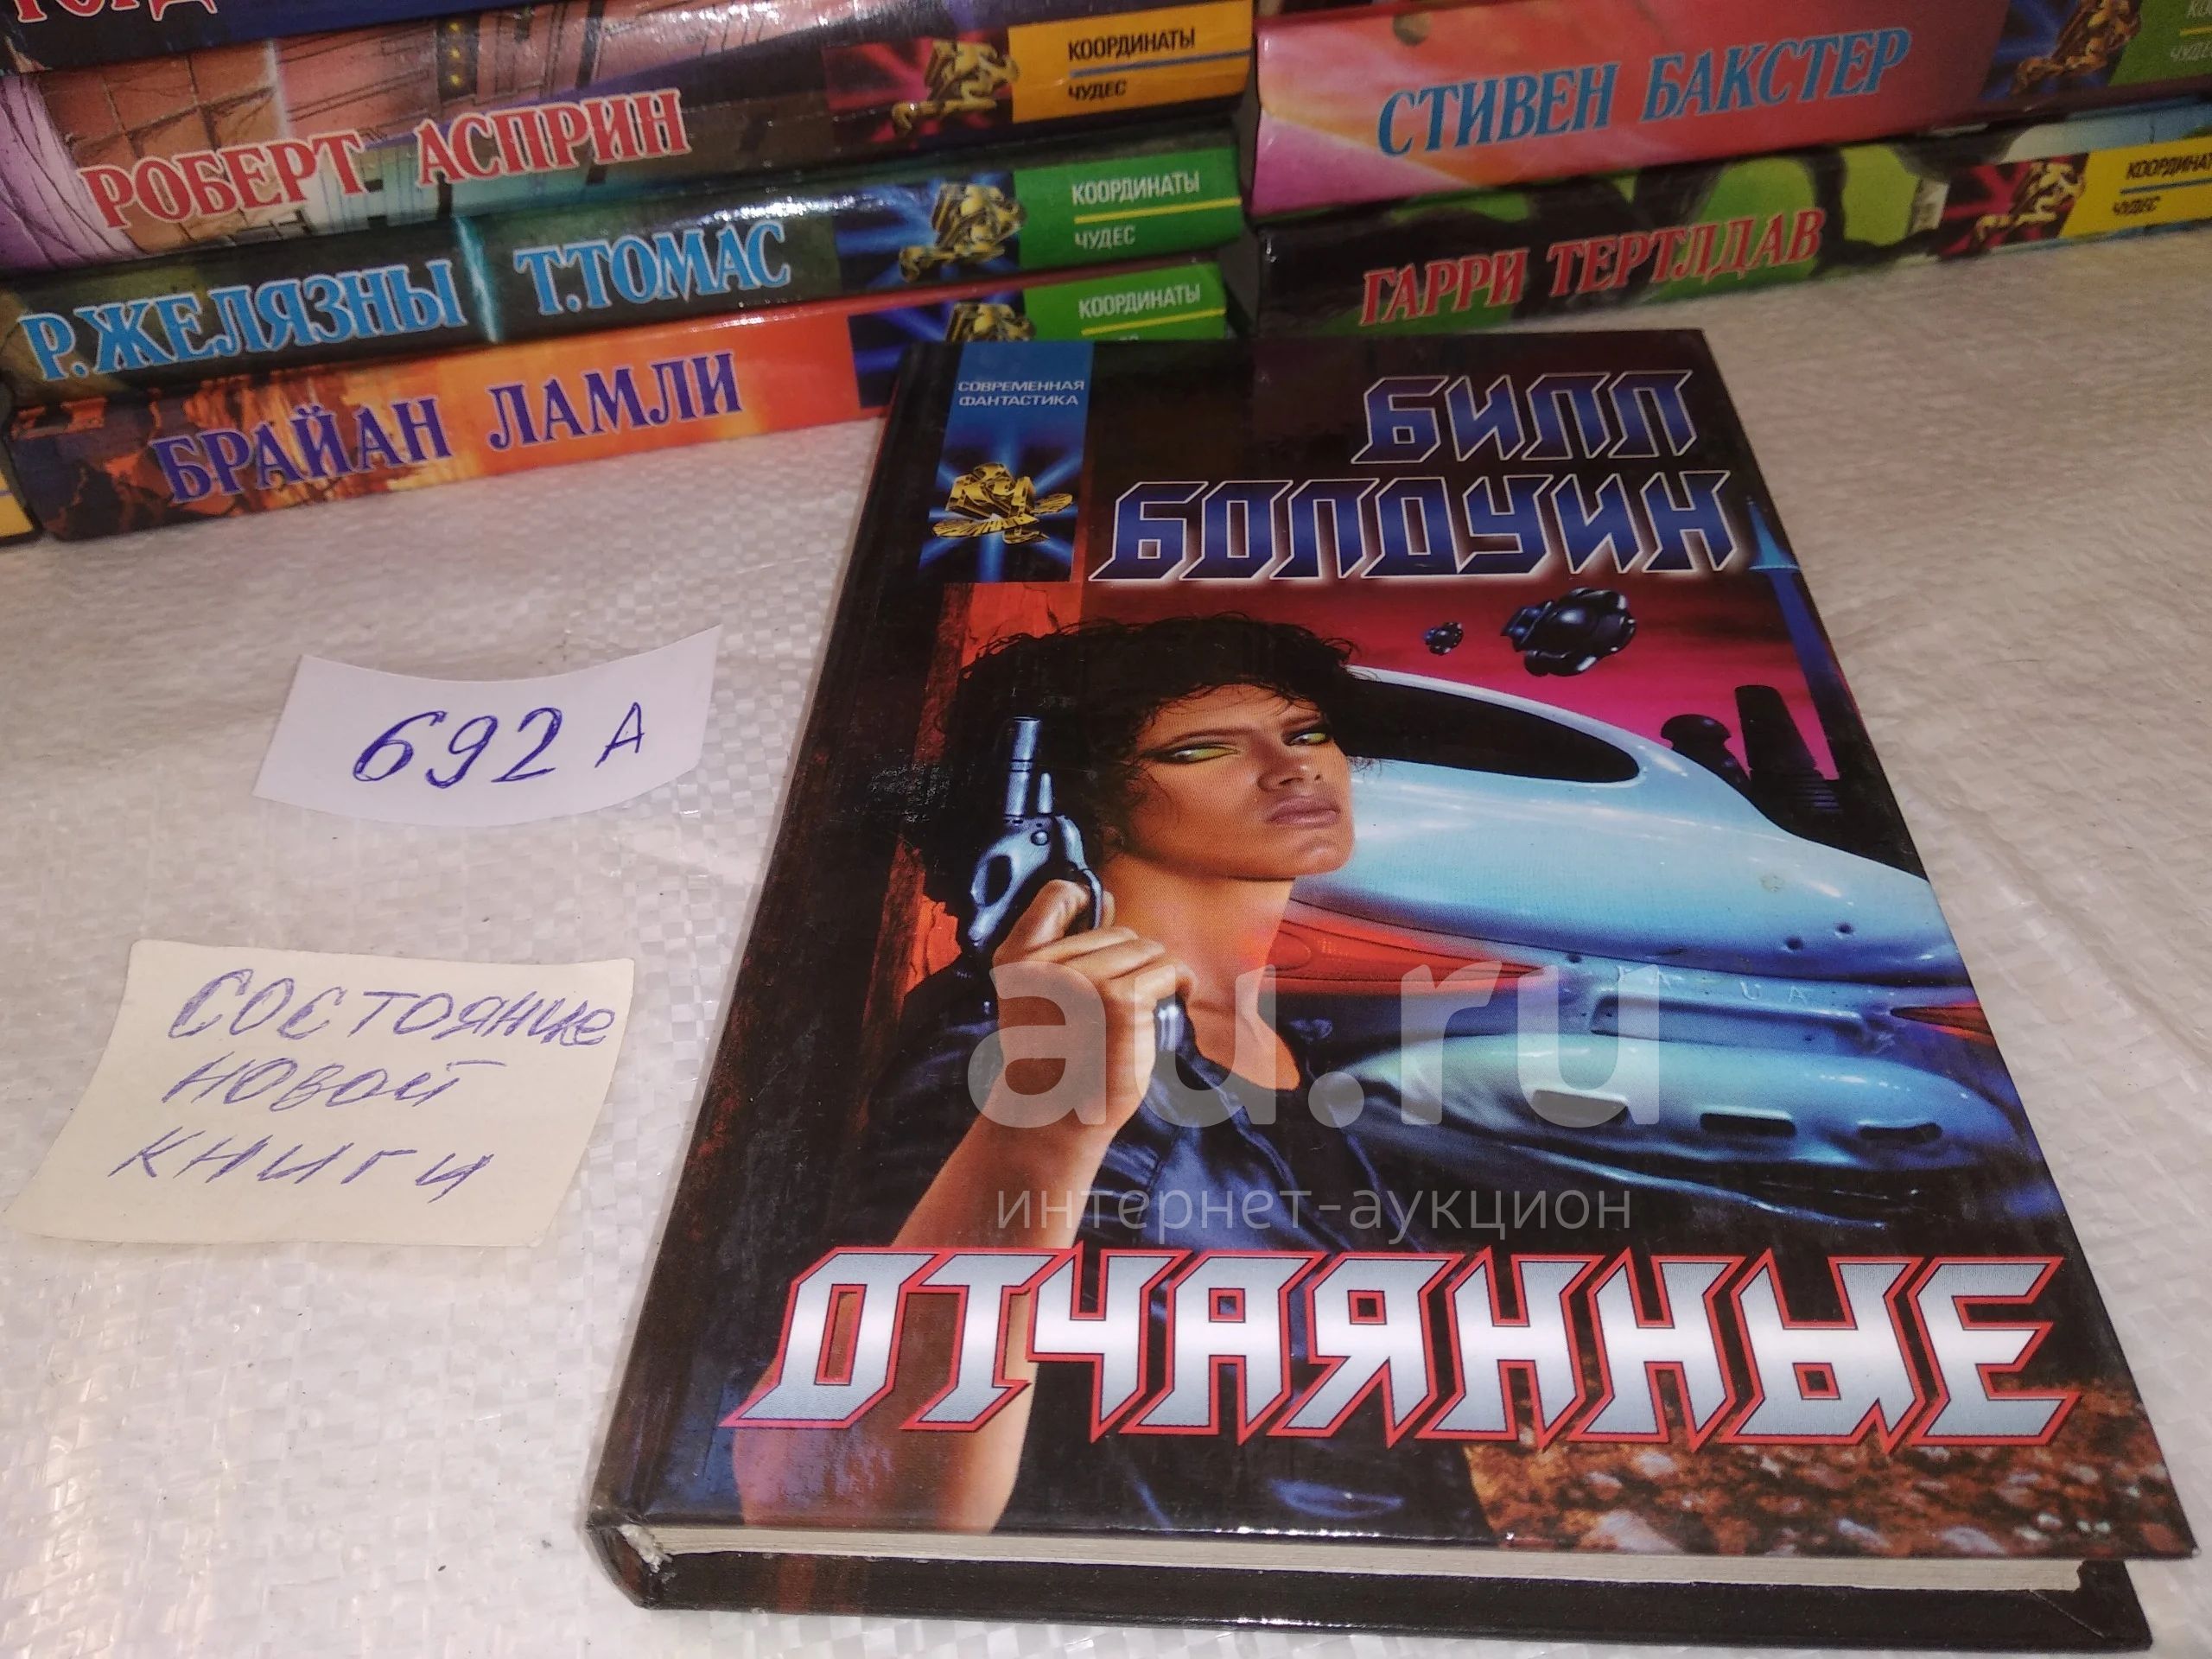 РОБЕРТ АСПРИН
КООРДИНАТЫ
ЧУДЕС
Р.ЖЕЛЯЗНЫ Т.ТОМАС
КООРДИНАТЫ
ЧУДЕС
БРАЙАН ЛАМЛИ
КООРДИНАТЫ
СТИВЕН БАКСТЕР
ГАРРИ ТЕРТЛДАВ
ЧУДЕС
СОВРЕМЕННАЯ
ФАНТАСТИКА
БИЛЛ
БОЛДУИН
692 А
СОСТОЯНИЕ
НОВОЙ
КНИГИ
au.ru
интернет-аукцион
ОТЧАЯННЫЕ